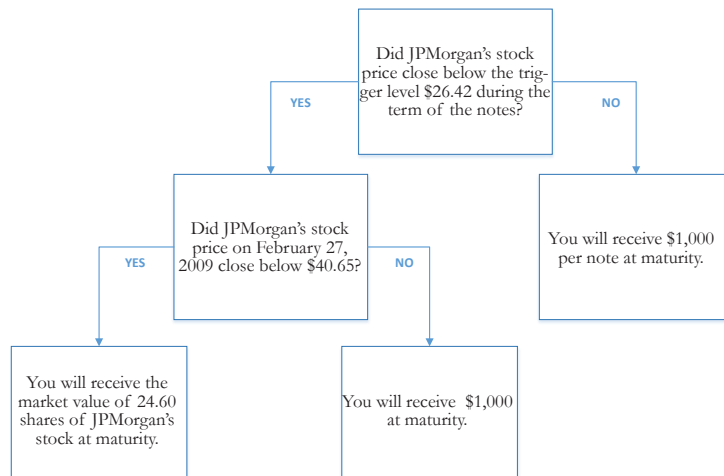 Did JPMorgan's stock
price close below the trig-
ger level $26.42 during the
term of the notes?
YES
NO
Did JPMorgan's stock
price on February 27,
2009 close below $40.65?
You will receive $1,000
per note at maturity.
YES
NO
You will receive the
market value of 24.60
shares of JPMorgan's
stock at maturity.
You will receive $1,000
at maturity.